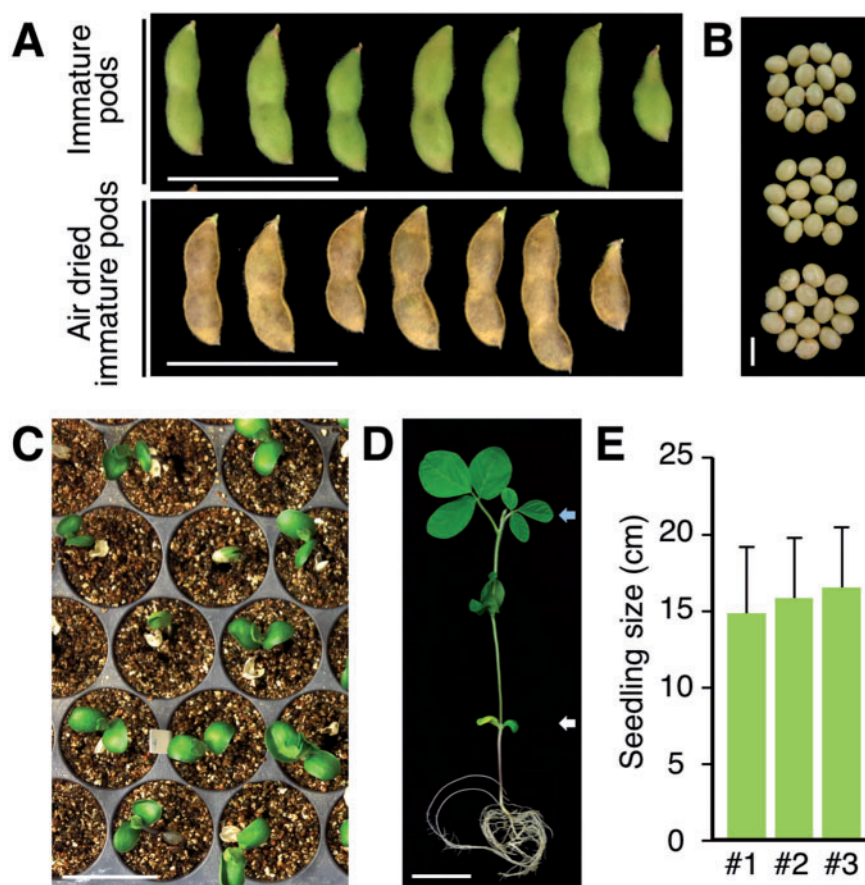 A
Immature
pods
Air dried
immature pods
B
C
D
E
Seedling size (cm)
25
20
15
10
5
0
#1 #2 #3